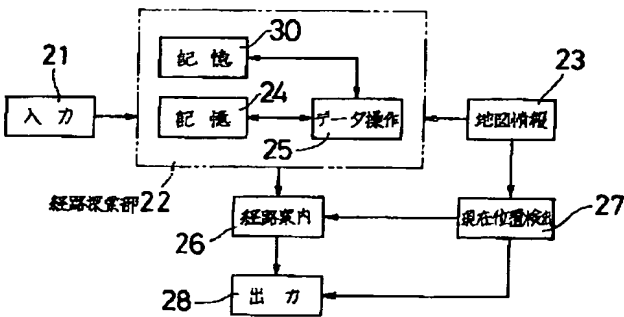 30
21
記憶
23
24
入力
記憶
データ操作
地図情報
25
経路探索部22
経路案内
現在位置検出
27
26
28
出力